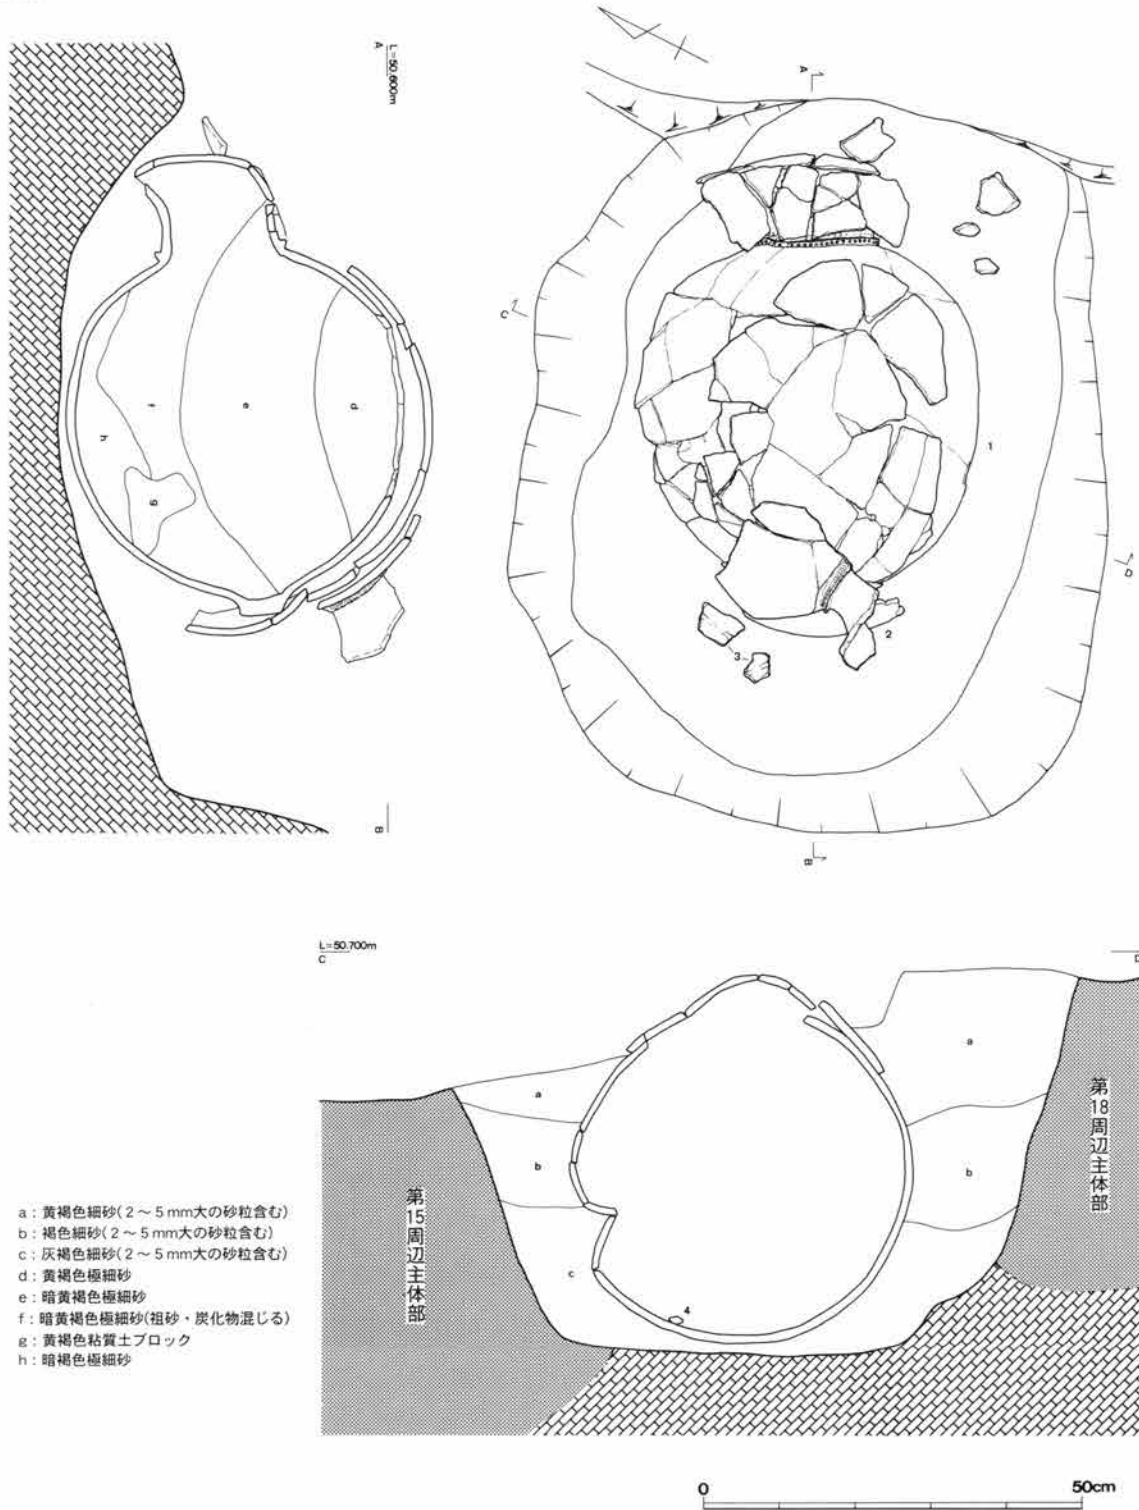 L=50.600m
A
A
C
h
f
e
d
g
1
D
2
3
B
B
L=50.700m
C
D
a
a
第18周辺主体部
b
b
第15周辺主体部
c
4
a：黄褐色細砂(2～5mm大の砂粒含む)
b：褐色細砂(2～5mm大の砂粒含む)
c：灰褐色細砂(2～5mm大の砂粒含む)
d：黄褐色極細砂
e：暗黄褐色極細砂
f：暗黄褐色極細砂(祖砂・炭化物混じる)
g：黄褐色粘質土ブロック
h：暗褐色極細砂
0 50cm